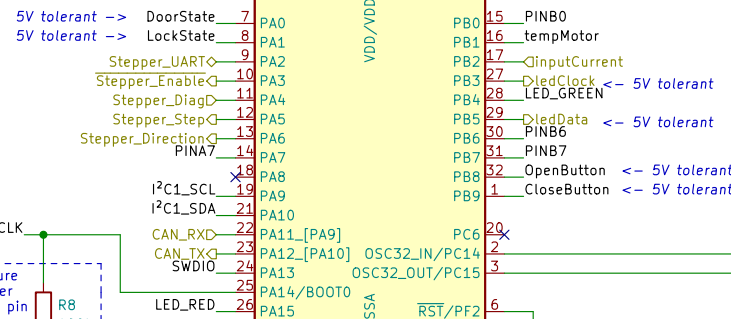 5V tolerant -> DoorState 7 PA0 VDD/VDD PB0 15 PINB0
5V tolerant -> LockState 8 PA1 PB1 16 tempMotor
Stepper_UART 9 PA2 PB2 17 inputCurrent
Stepper_Enable 10 PA3 PB3 27 ledClock <- 5V tolerant
Stepper_Diag 11 PA4 PB4 28 LED_GREEN
Stepper_Step 12 PA5 PB5 29 ledData <- 5V tolerant
Stepper_Direction 13 PA6 PB6 30 PINB6
PINA7 14 PA7 PB7 31 PINB7
18 PA8 PB8 32 OpenButton <- 5V tolerant
I²C1_SCL 19 PA9 PB9 1 CloseButton <- 5V tolerant
I²C1_SDA 21 PA10
CLK CAN_RX 22 PA11_[PA9] PC6 20
CAN_TX 23 PA12_[PA10] OSC32_IN/PC14 2
SWDIO 24 PA13 OSC32_OUT/PC15 3
ure
er 25 PA14/BOOT0
pin R8 LED_RED 26 PA15 SSA RST/PF2 6